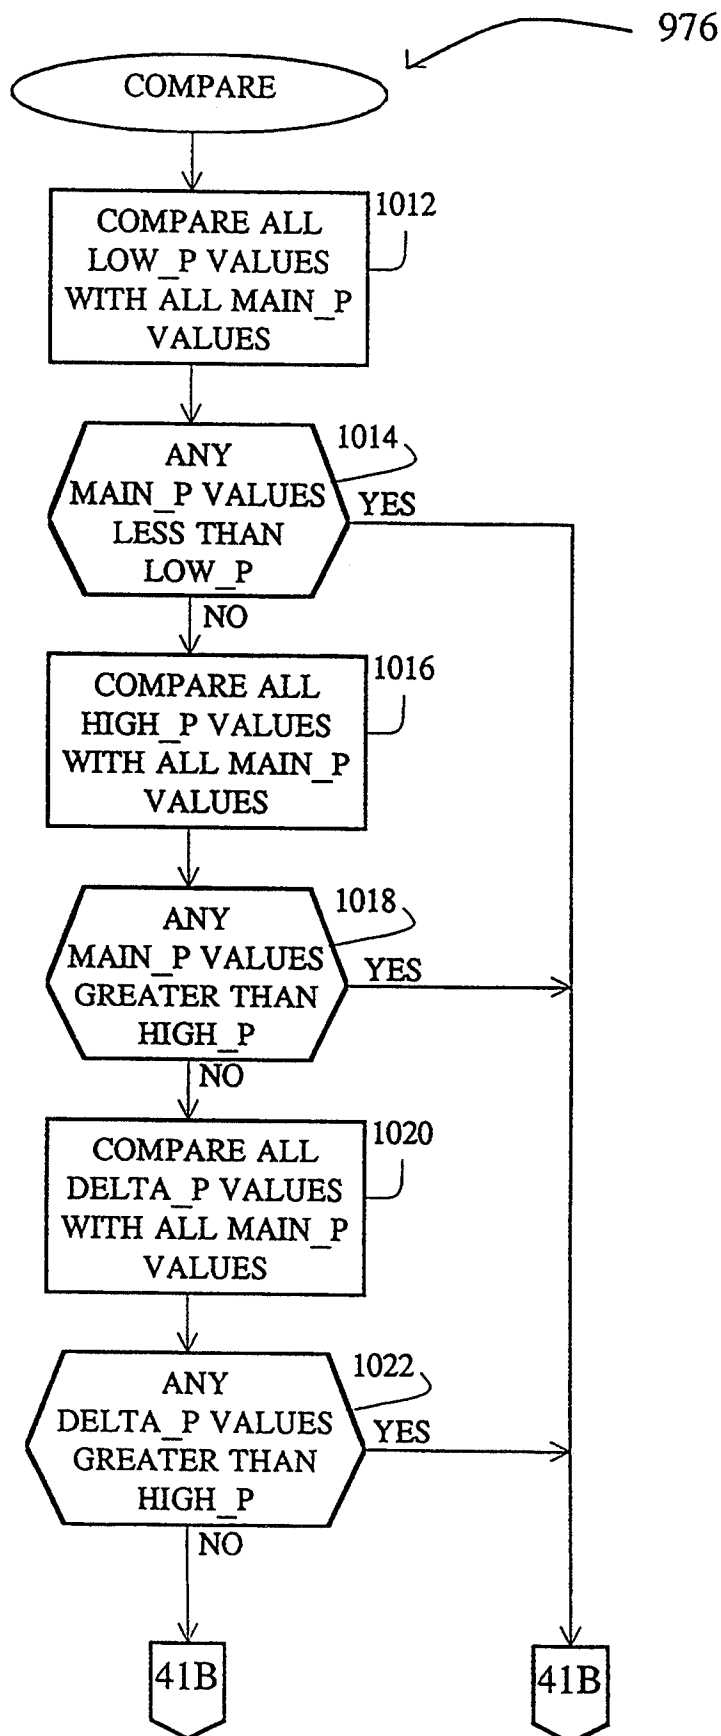 976
COMPARE
1012
COMPARE ALL
LOW_P VALUES
WITH ALL MAIN_P
VALUES
1014
ANY
MAIN_P VALUES
LESS THAN
LOW_P
YES
NO
1016
COMPARE ALL
HIGH_P VALUES
WITH ALL MAIN_P
VALUES
1018
ANY
MAIN_P VALUES
GREATER THAN
HIGH_P
YES
NO
1020
COMPARE ALL
DELTA_P VALUES
WITH ALL MAIN_P
VALUES
1022
ANY
DELTA_P VALUES
GREATER THAN
HIGH_P
YES
NO
41B
41B